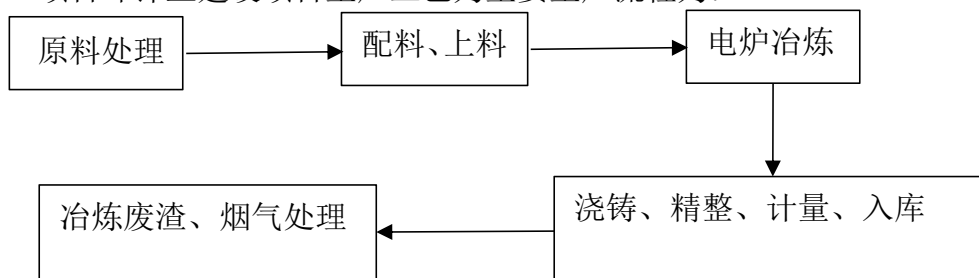 原料处理
配料、上料
电炉冶炼
浇铸、精整、计量、入库
冶炼废渣、烟气处理